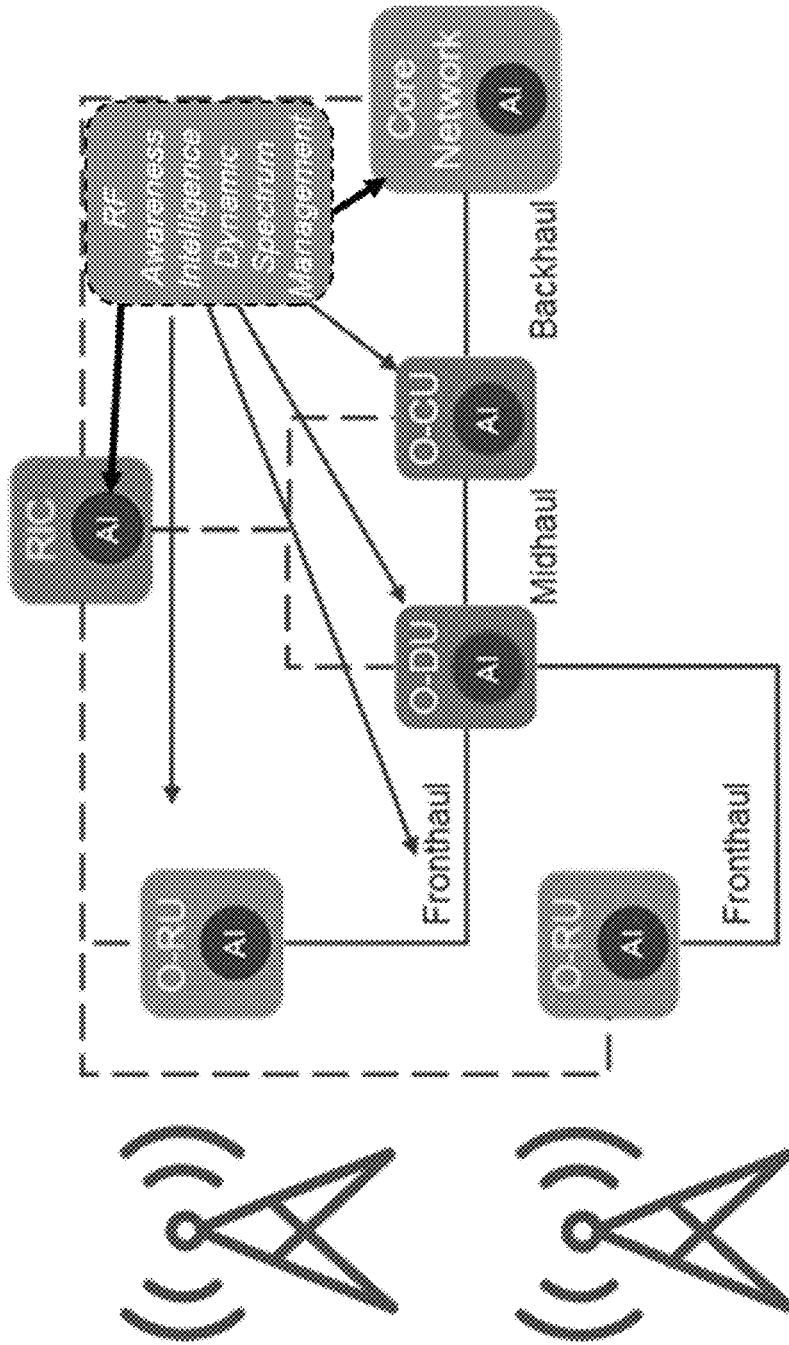 RIC
AI
RF
Awareness
Intelligence
Dynamic
Spectrum
Management
O-RU
AI
Fronthaul
O-DU
AI
Midhaul
O-CU
AI
Backhaul
Core
Network
AI
O-RU
AI
Fronthaul